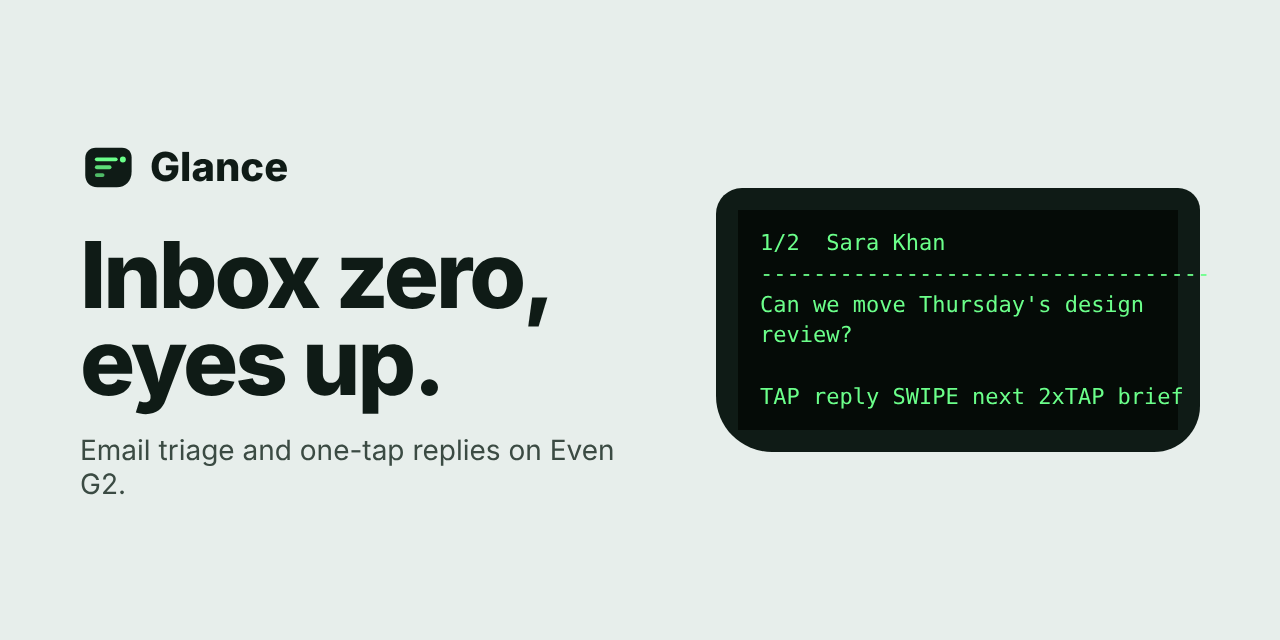 Glance
Inbox zero,
eyes up.
Email triage and one-tap replies on Even
G2.
1/2  Sara Khan
----------------------------------
Can we move Thursday's design
review?
TAP reply SWIPE next 2xTAP brief